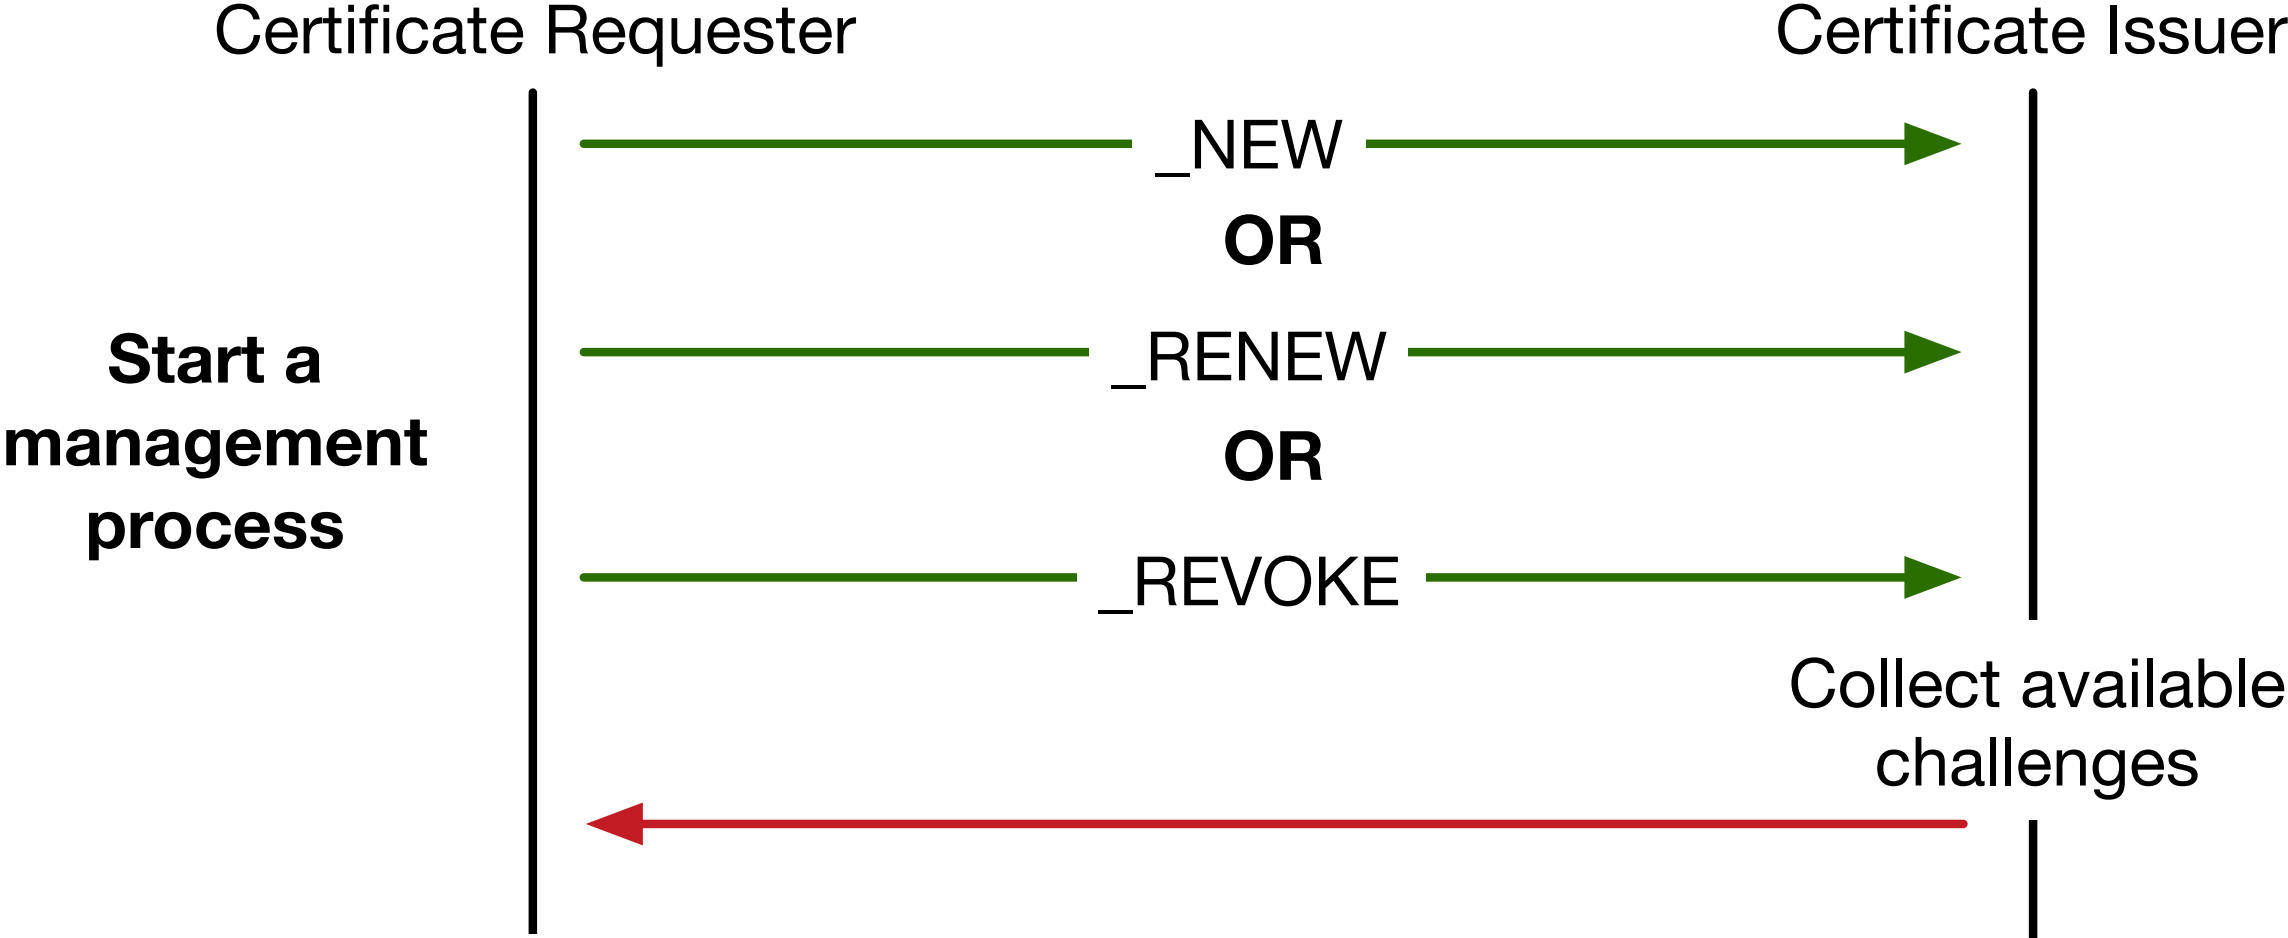 Certificate Requester
Certificate Issuer
_NEW
OR
_RENEW
OR
_REVOKE
Start a
management
process
Collect available
challenges